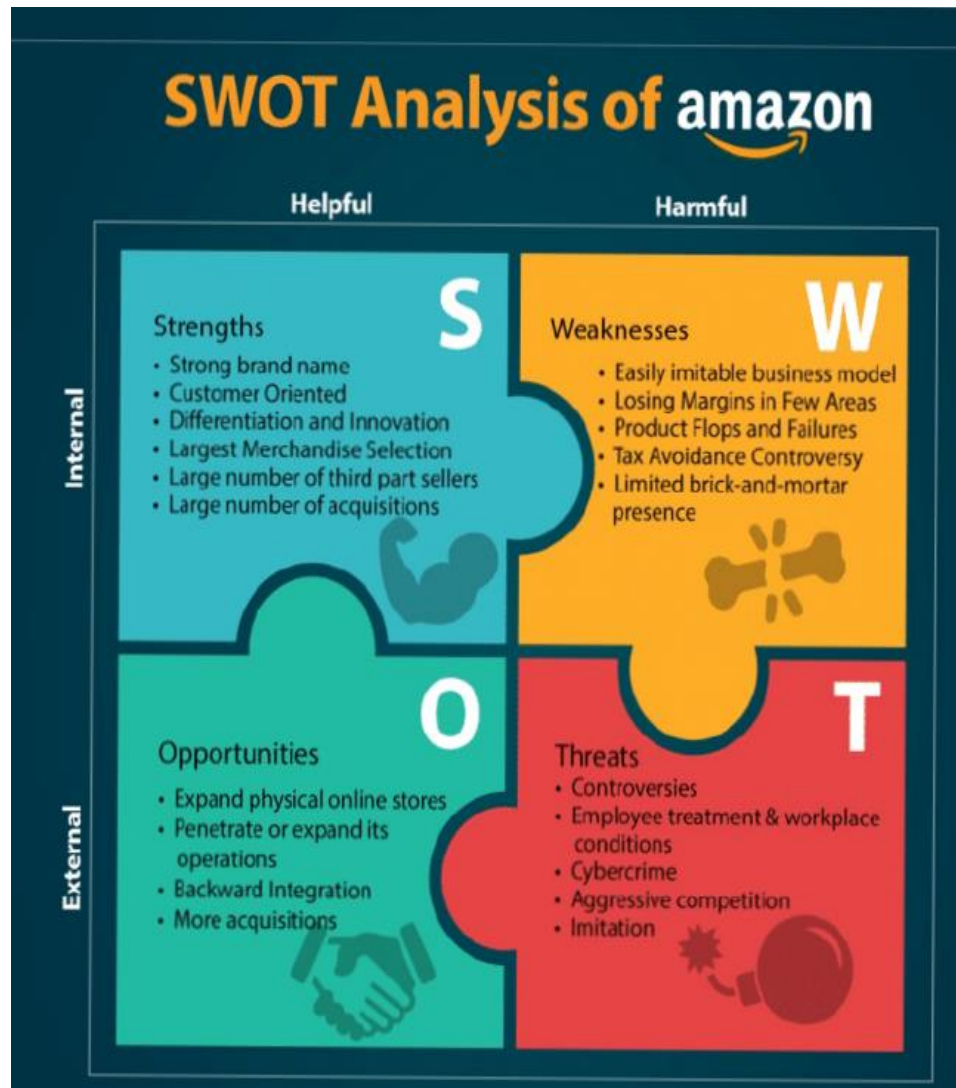 SWOT Analysis of amazon
Helpful
Harmful
Internal
S
Strengths
• Strong brand name
• Customer Oriented
• Differentiation and Innovation
• Largest Merchandise Selection
• Large number of third part sellers
• Large number of acquisitions
W
Weaknesses
• Easily imitable business model
• Losing Margins in Few Areas
• Product Flops and Failures
• Tax Avoidance Controversy
• Limited brick-and-mortar
presence
External
O
Opportunities
• Expand physical online stores
• Penetrate or expand its
operations
• Backward Integration
• More acquisitions
T
Threats
• Controversies
• Employee treatment & workplace
conditions
• Cybercrime
• Aggressive competition
• Imitation